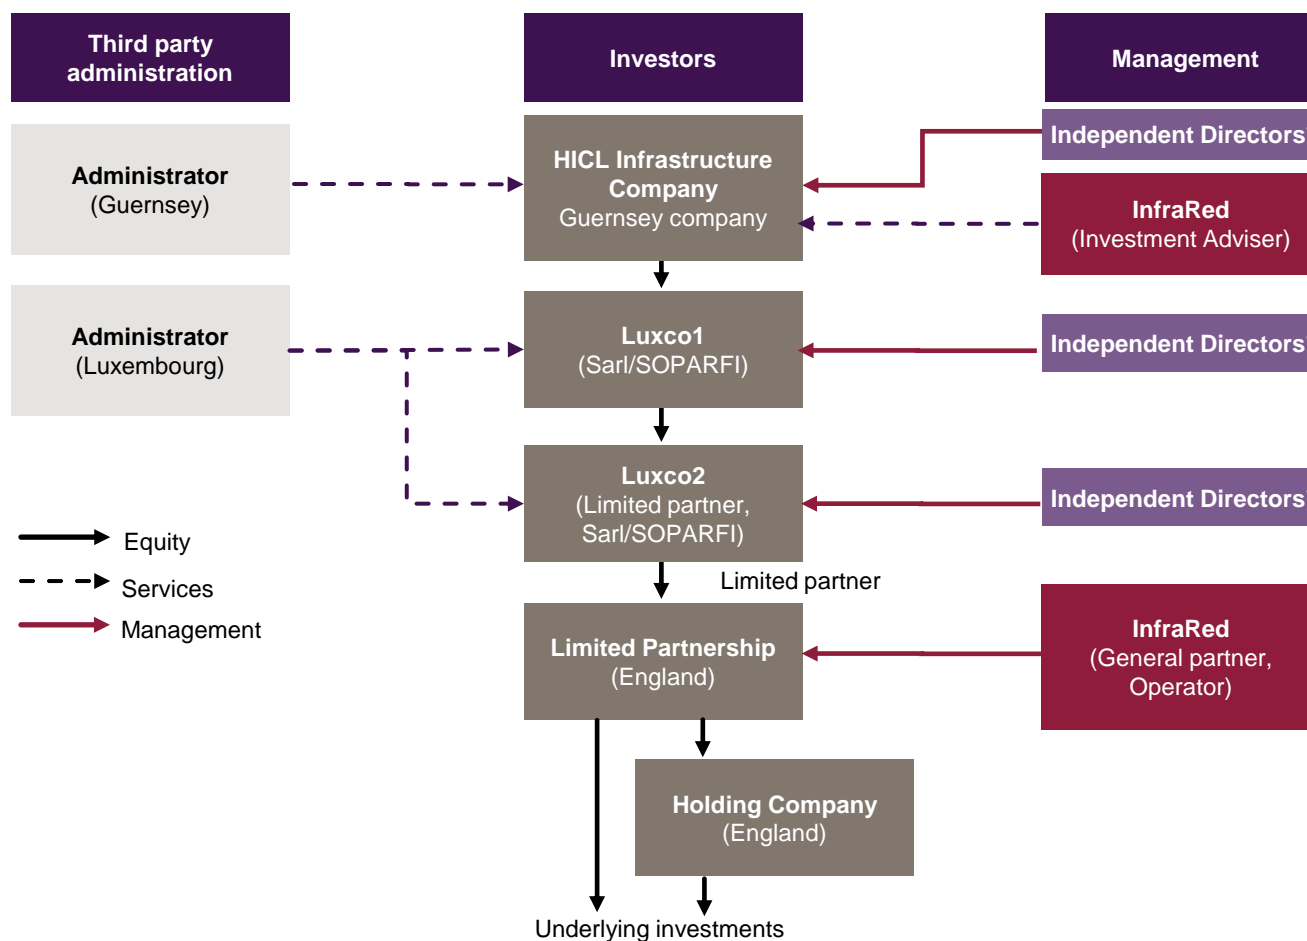 Third party
administration
Investors
Management
Administrator
(Guernsey)
HICL Infrastructure
Company
Guernsey company
Independent Directors
InfraRed
(Investment Adviser)
Administrator
(Luxembourg)
Luxco1
(Sarl/SOPARFI)
Independent Directors
Luxco2
(Limited partner,
Sarl/SOPARFI)
Independent Directors
Equity
Services
Management
Limited partner
Limited Partnership
(England)
InfraRed
(General partner,
Operator)
Holding Company
(England)
Underlying investments